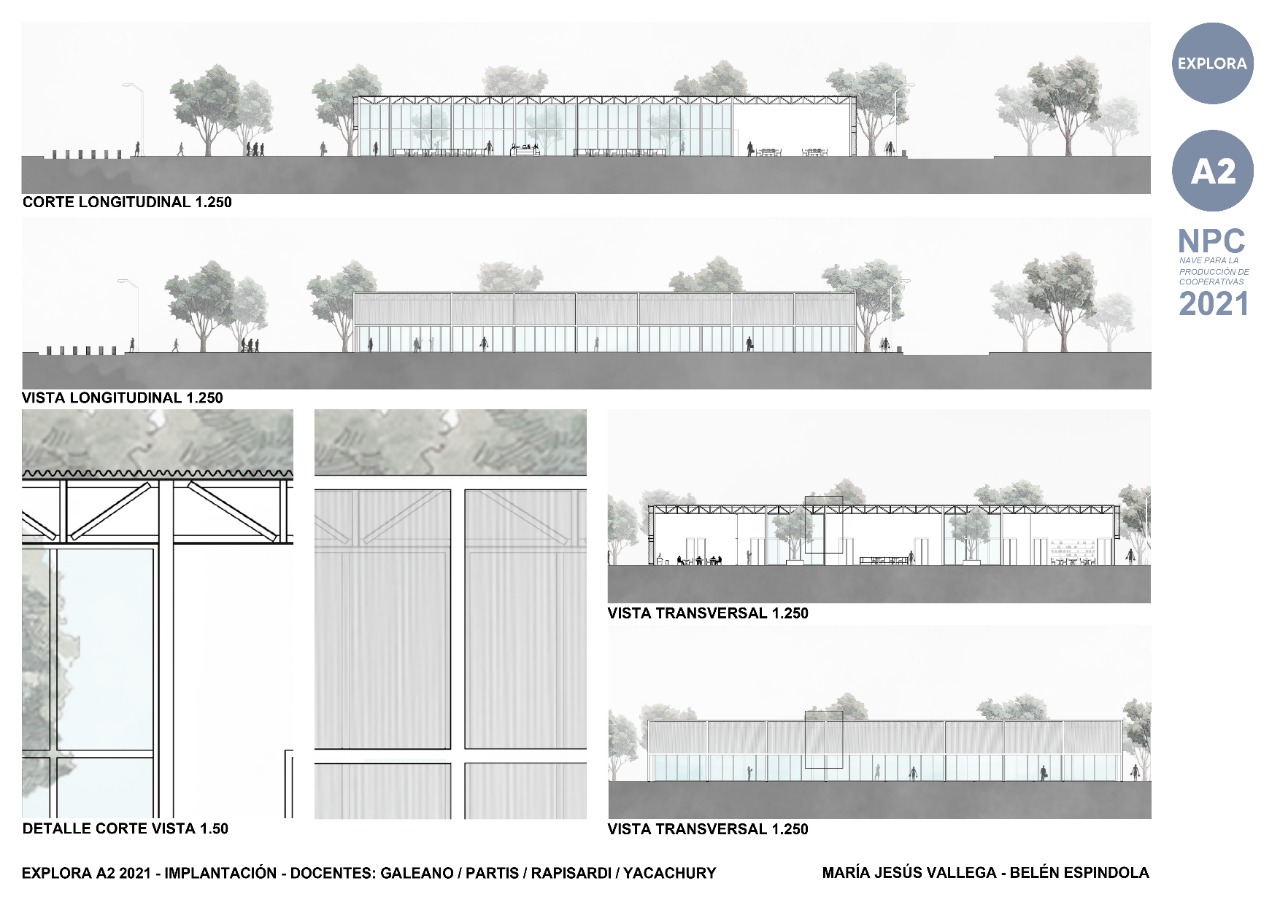 EXPLORA
A2
NPC
NAVE PARA LA
PRODUCCIÓN DE
COOPERATIVAS
2021
CORTE LONGITUDINAL 1.250
VISTA LONGITUDINAL 1.250
DETALLE CORTE VISTA 1.50
VISTA TRANSVERSAL 1.250
VISTA TRANSVERSAL 1.250
EXPLORA A2 2021 - IMPLANTACIÓN - DOCENTES: GALEANO / PARTIS / RAPISARDI / YACACHURY
MARÍA JESÚS VALLEGA - BELÉN ESPINDOLA